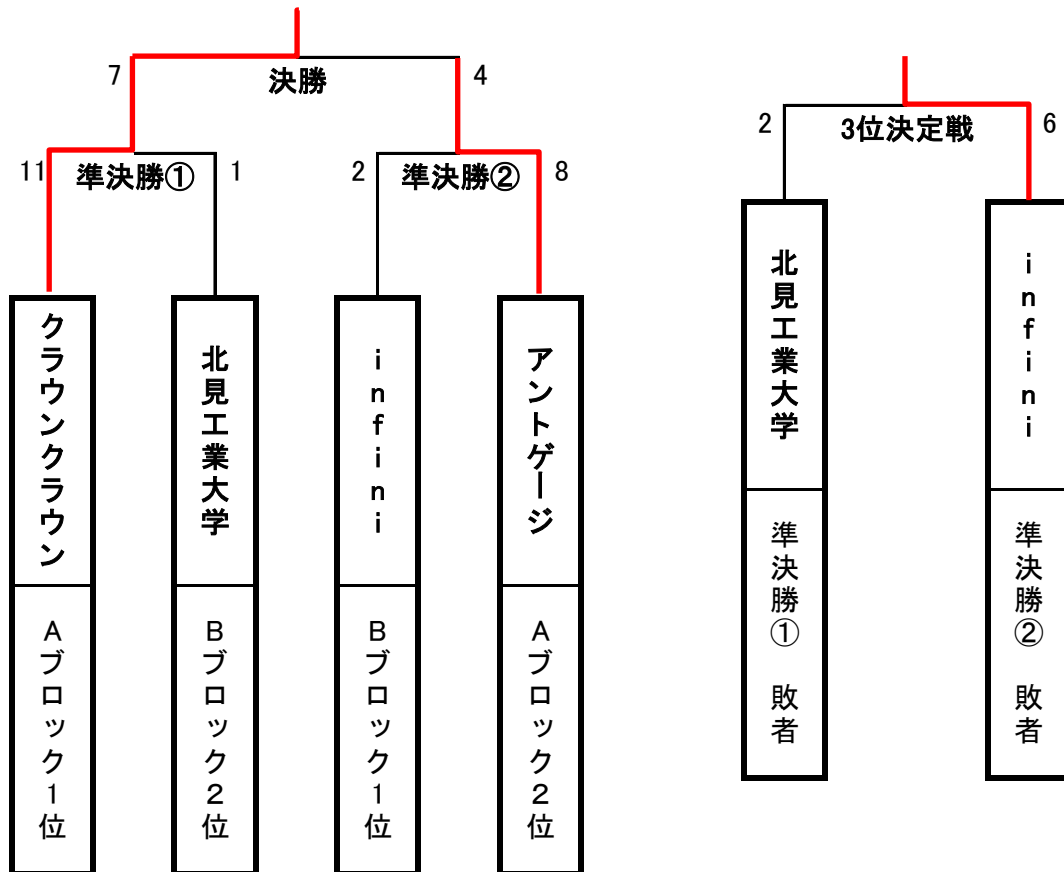 7
決勝
4
11
準決勝①
1
2
準決勝②
8
クラウンクラウン
北見工業大学
infini
アントゲージ
Aブロック1位
Bブロック2位
Bブロック1位
Aブロック2位
2
3位決定戦
6
北見工業大学
infini
準決勝① 敗者
準決勝② 敗者